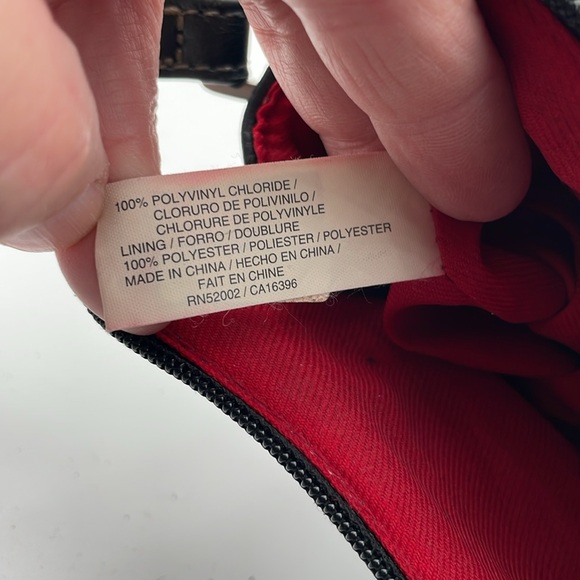 100% POLYVINYL CHLORIDE /
CLORURO DE POLIVINILO /
CHLORURE DE POLYVINYLE
LINING / FORRO / DOUBLURE
100% POLYESTER / POLIESTER / POLYESTER
MADE IN CHINA / HECHO EN CHINA /
FAIT EN CHINE
RN52002 / CA16396